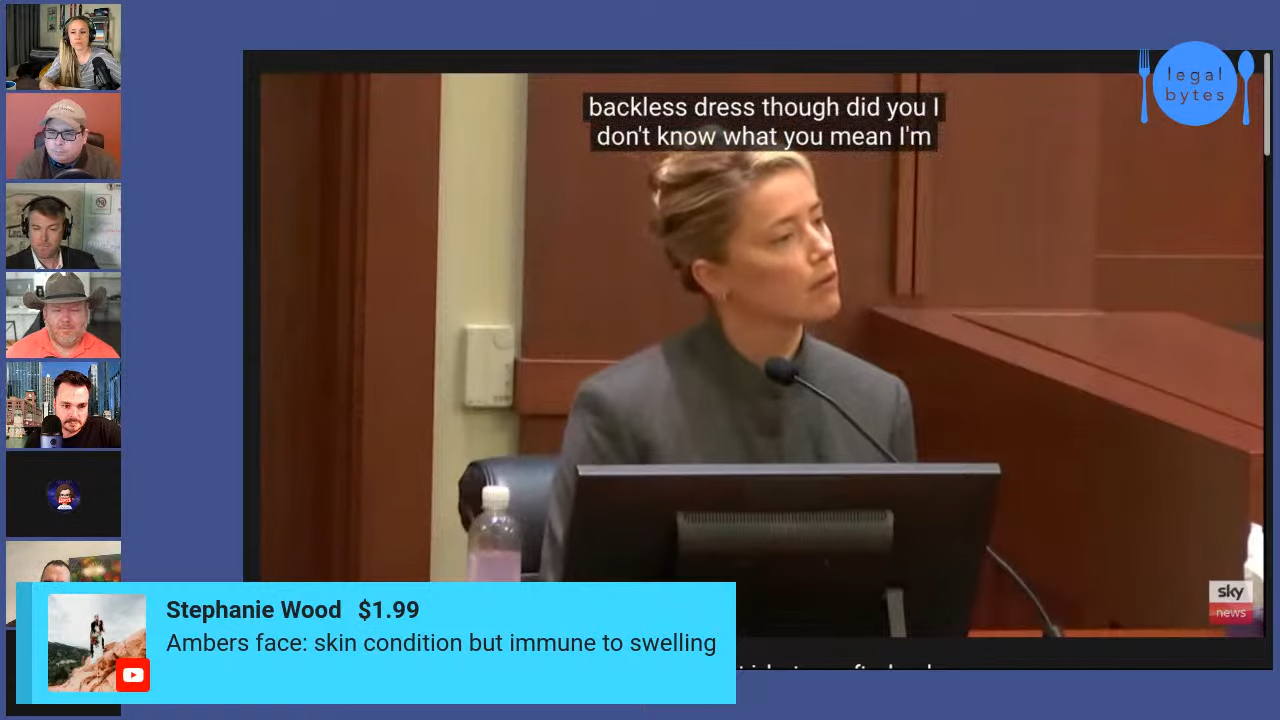 backless dress though did you I
don't know what you mean I'm
legal
bytes
sky
news
Stephanie Wood $1.99
Ambers face: skin condition but immune to swelling